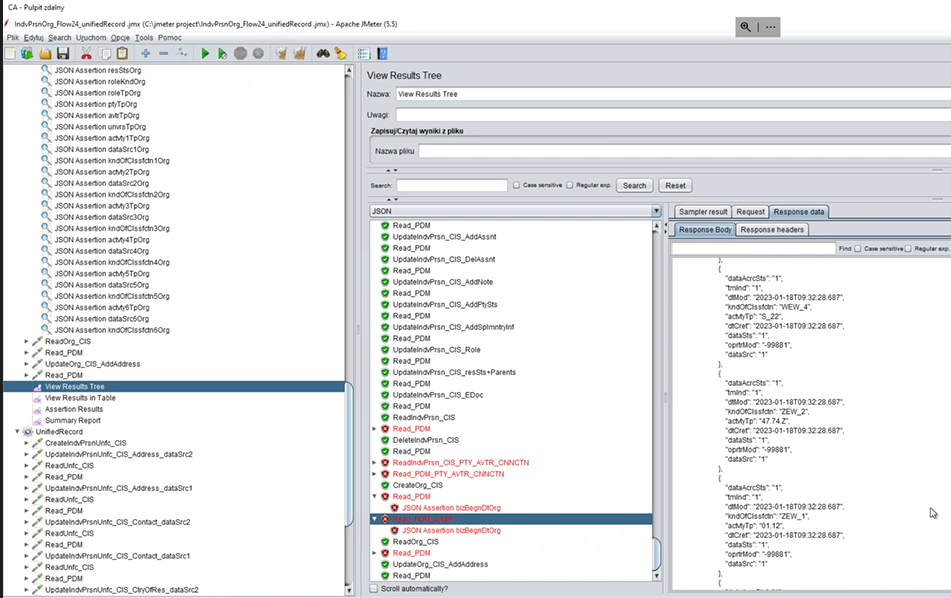 CA - Pulpit zdalny
IndvPrsnOrg_Flow24_unifiedRecord .jmx (C:\jmeter project\IndvPrsnOrg_Flow24_unifiedRecord .jmx) - Apache JMeter (5.5)
Plik Edytuj Search Uruchom Opcje Tools Pomoc
JSON Assertion resStsOrg
JSON Assertion roleKndOrg
JSON Assertion roleTpOrg
JSON Assertion ptyTpOrg
JSON Assertion avtrTpOrg
JSON Assertion unvrsTpOrg
JSON Assertion actvty1TpOrg
JSON Assertion dataSrc1Org
JSON Assertion kndOfClssfctn1Org
JSON Assertion actvty2TpOrg
JSON Assertion dataSrc2Org
JSON Assertion kndOfClssfctn2Org
JSON Assertion actvty3TpOrg
JSON Assertion dataSrc3Org
JSON Assertion kndOfClssfctn3Org
JSON Assertion actvty4TpOrg
JSON Assertion dataSrc4Org
JSON Assertion kndOfClssfctn4Org
JSON Assertion actvty5TpOrg
JSON Assertion dataSrc5Org
JSON Assertion kndOfClssfctn5Org
JSON Assertion actvty6TpOrg
JSON Assertion dataSrc6Org
JSON Assertion kndOfClssfctn6Org
ReadOrg_CIS
Read_PDM
UpdateOrg_CIS_AddAddress
Read_PDM
View Results Tree
View Results in Table
Assertion Results
Summary Report
UnifiedRecord
CreateIndvPrsnUnfc_CIS
UpdateIndvPrsnUnfc_CIS_Address_dataSrc2
ReadUnfc_CIS
Read_PDM
UpdateIndvPrsnUnfc_CIS_Address_dataSrc1
ReadUnfc_CIS
Read_PDM
UpdateIndvPrsnUnfc_CIS_Contact_dataSrc2
ReadUnfc_CIS
Read_PDM
UpdateIndvPrsnUnfc_CIS_Contact_dataSrc1
ReadUnfc_CIS
Read_PDM
UpdateIndvPrsnUnfc_CIS_CtryOfRes_dataSrc2
View Results Tree
Nazwa: View Results Tree
Uwagi:
Zapisuj/Czytaj wyniki z pliku
Nazwa pliku
Search: Case sensitive Regular exp. Search Reset
JSON
Read_PDM
UpdateIndvPrsn_CIS_AddAssnt
Read_PDM
UpdateIndvPrsn_CIS_DelAssnt
Read_PDM
UpdateIndvPrsn_CIS_AddNote
Read_PDM
UpdateIndvPrsn_CIS_AddPtySts
Read_PDM
UpdateIndvPrsn_CIS_AddSplmntryInf
Read_PDM
UpdateIndvPrsn_CIS_Role
Read_PDM
UpdateIndvPrsn_CIS_resSts+Parents
Read_PDM
UpdateIndvPrsn_CIS_EDoc
Read_PDM
ReadIndvPrsn_CIS
Read_PDM
DeleteIndvPrsn_CIS
Read_PDM
ReadIndvPrsn_CIS_PTY_AVTR_CNNCTN
Read_PDM_PTY_AVTR_CNNCTN
CreateOrg_CIS
Read_PDM
JSON Assertion bizBegnDtOrg
JSON Assertion bizBegnDtOrg
ReadOrg_CIS
Read_PDM
UpdateOrg_CIS_AddAddress
Read_PDM
Scroll automatically?
Sampler result Request Response data
Response Body Response headers
Find Case sensitive Regular exp.
},
{
"dataAcrcSts": "1",
"tmInd": "1",
"dtMod": "2023-01-18T09:32:28.687",
"kndOfClssfctn": "WEW_4",
"actvtyTp": "S_22",
"dtCret": "2023-01-18T09:32:28.687",
"dataSts": "1",
"oprtrMod": "-99881",
"dataSrc": "1"
},
{
"dataAcrcSts": "1",
"tmInd": "1",
"dtMod": "2023-01-18T09:32:28.687",
"kndOfClssfctn": "ZEW_2",
"actvtyTp": "47.74.Z",
"dtCret": "2023-01-18T09:32:28.687",
"dataSts": "1",
"oprtrMod": "-99881",
"dataSrc": "1"
},
{
"dataAcrcSts": "1",
"tmInd": "1",
"dtMod": "2023-01-18T09:32:28.687",
"kndOfClssfctn": "ZEW_1",
"actvtyTp": "01.12",
"dtCret": "2023-01-18T09:32:28.687",
"dataSts": "1",
"oprtrMod": "-99881",
"dataSrc": "1"
},
{